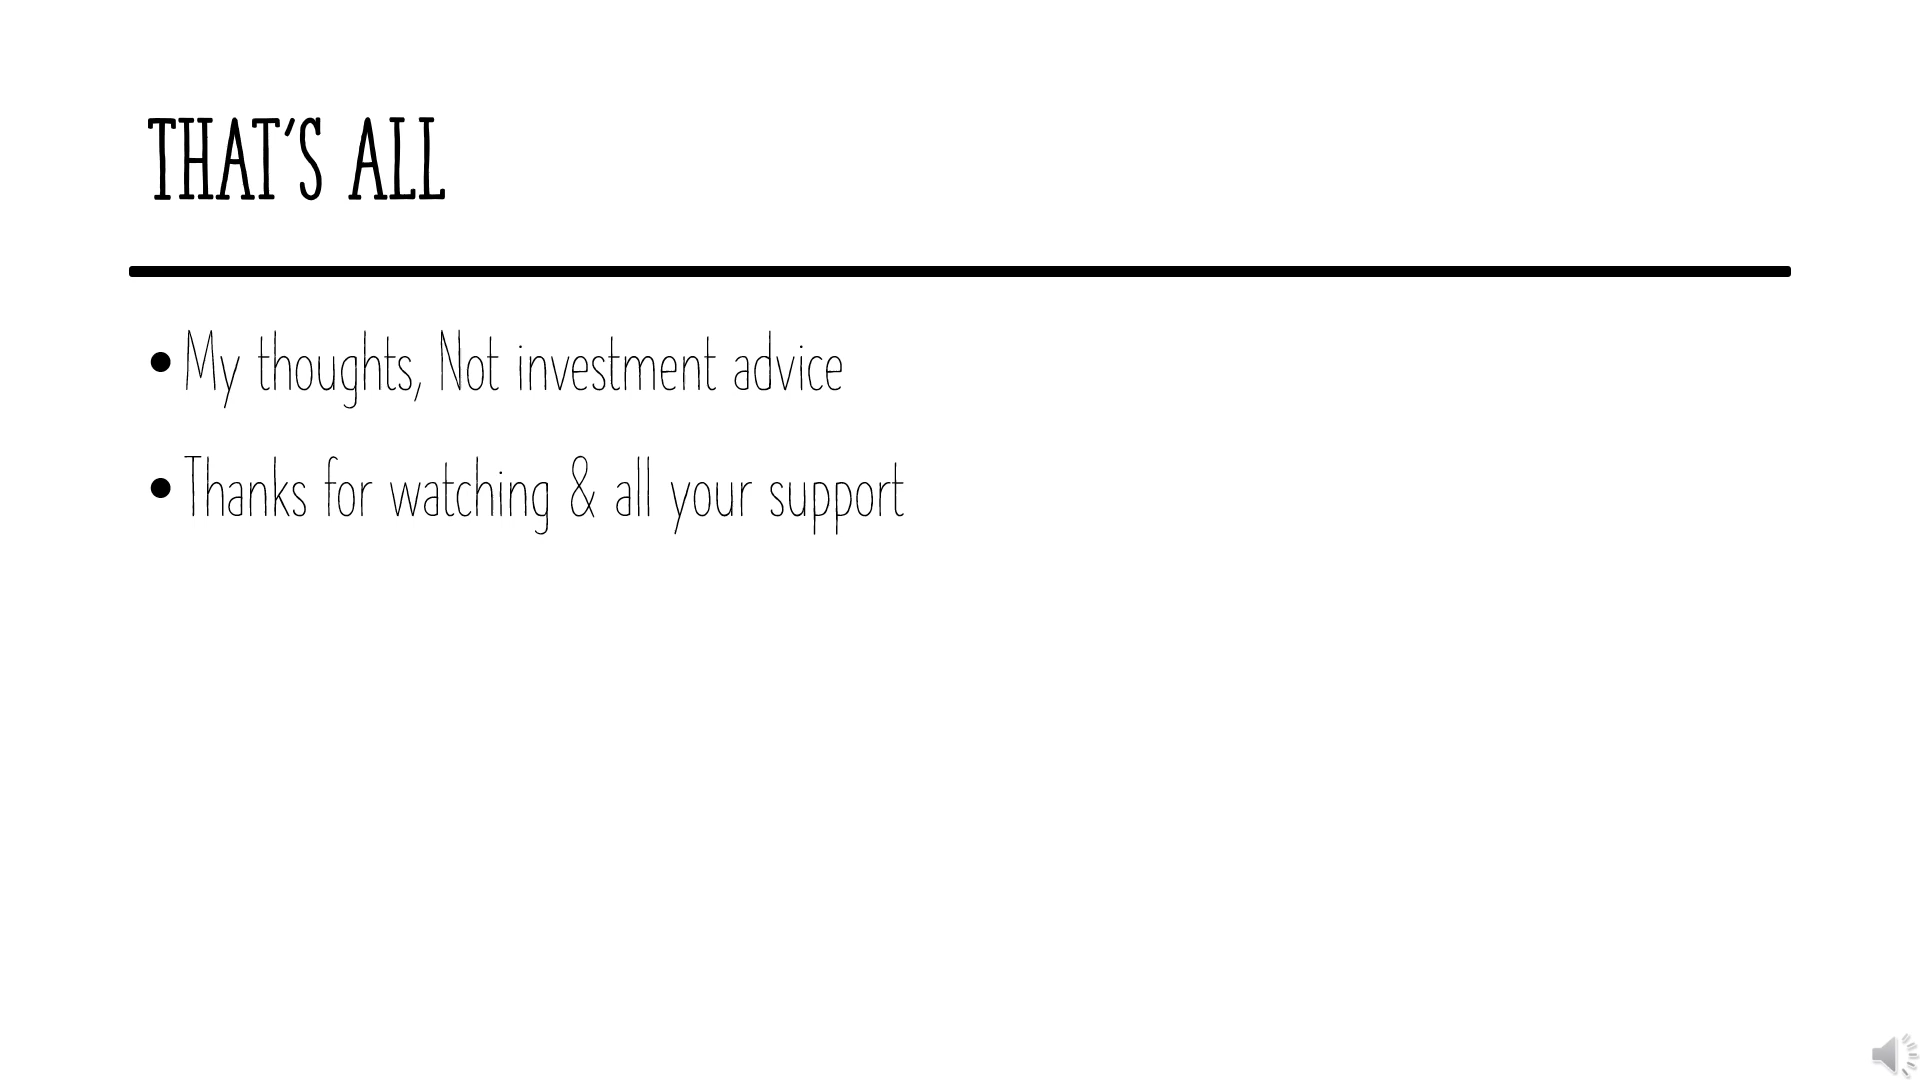 THAT'S ALL
• My thoughts, Not investment advice
• Thanks for watching & all your support